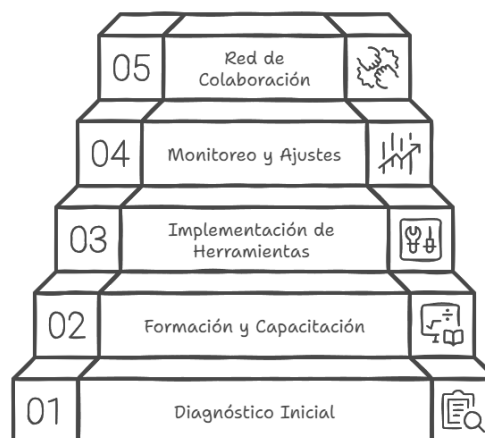 05
Red de
Colaboración
04
Monitoreo y Ajustes
03
Implementación de
Herramientas
02
Formación y Capacitación
01
Diagnóstico Inicial